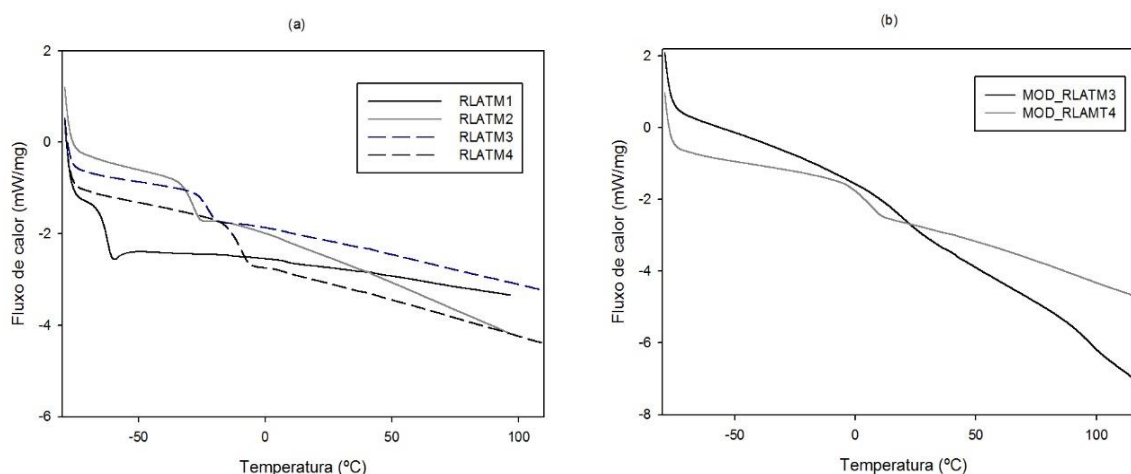 (a)
Fluxo de calor (mW/mg)
2
0
-2
-4
-6
RLATM1
RLATM2
RLATM3
RLATM4
-50
0
50
100
Temperatura (ºC)
(b)
Fluxo de calor (mW/mg)
2
0
-2
-4
-6
-8
MOD_RLATM3
MOD_RLAMT4
-50
0
50
100
Temperatura (ºC)